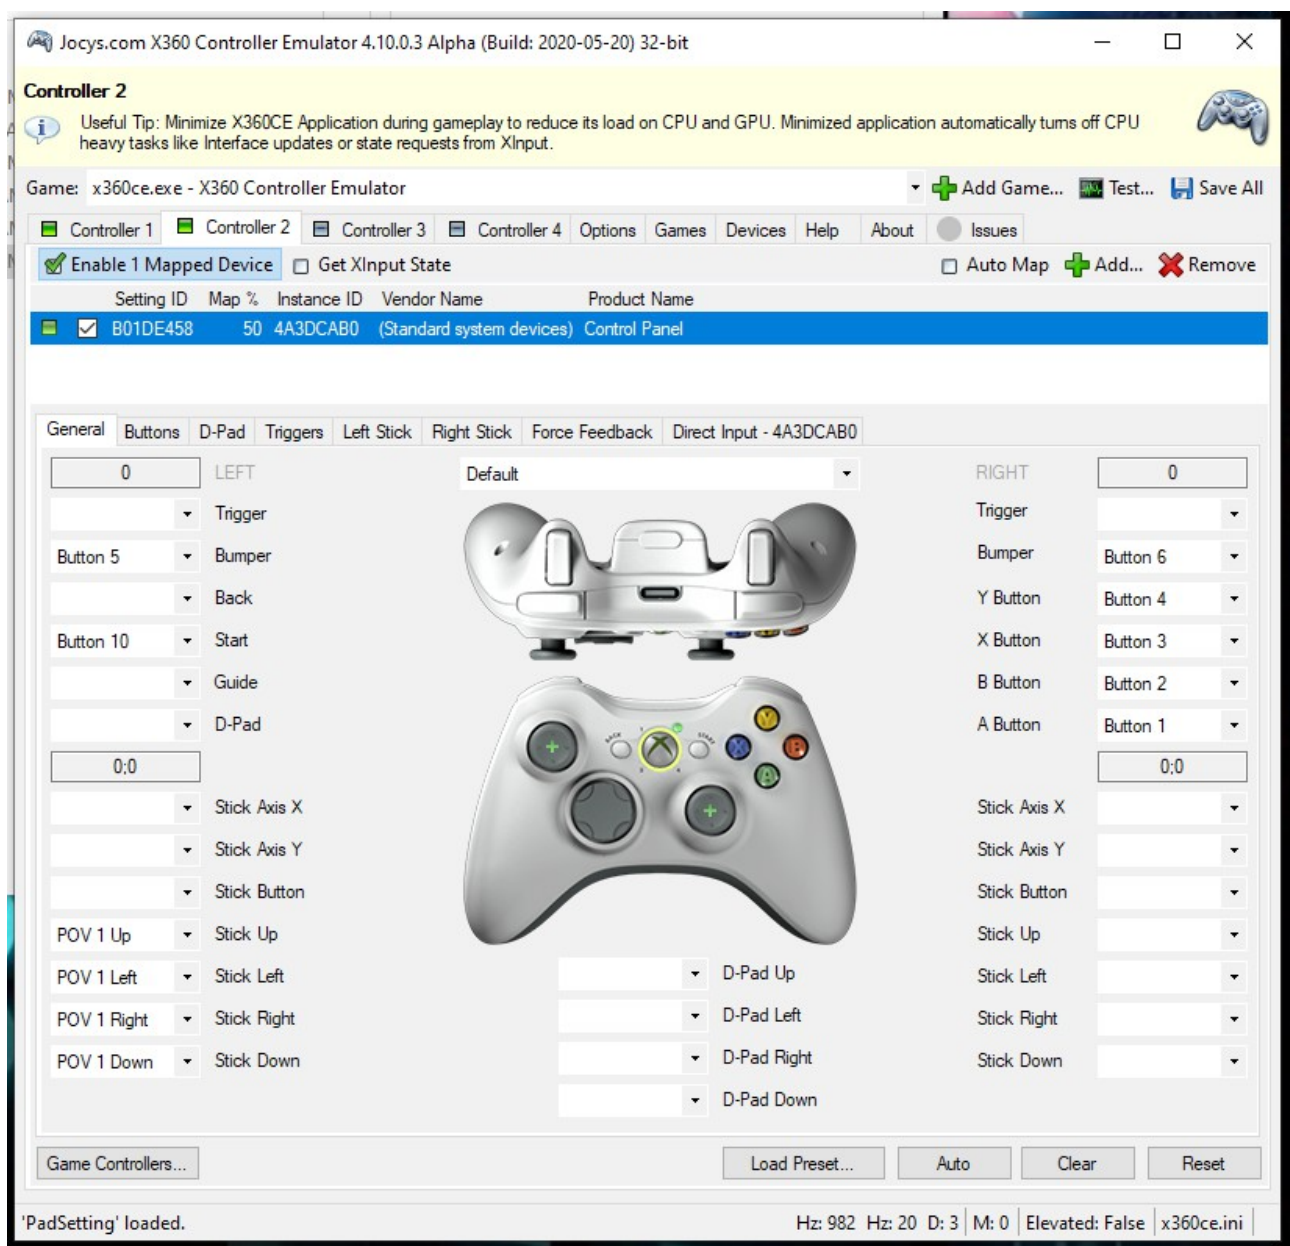 Jocys.com X360 Controller Emulator 4.10.0.3 Alpha (Build: 2020-05-20) 32-bit
Controller 2
Useful Tip: Minimize X360CE Application during gameplay to reduce its load on CPU and GPU. Minimized application automatically turns off CPU
heavy tasks like Interface updates or state requests from XInput.
Game: x360ce.exe - X360 Controller Emulator Add Game... Test... Save All
Controller 1 Controller 2 Controller 3 Controller 4 Options Games Devices Help About Issues
Enable 1 Mapped Device Get XInput State Auto Map Add... Remove
Setting ID Map % Instance ID Vendor Name Product Name
B01DE458 50 4A3DCAB0 (Standard system devices) Control Panel
General Buttons D-Pad Triggers Left Stick Right Stick Force Feedback Direct Input - 4A3DCAB0
0 LEFT Default RIGHT 0
Trigger Trigger
Button 5 Bumper Bumper Button 6
Back Y Button Button 4
Button 10 Start X Button Button 3
Guide B Button Button 2
D-Pad A Button Button 1
BACK START
Y
X B
A
0;0 0;0
Stick Axis X Stick Axis X
Stick Axis Y Stick Axis Y
Stick Button Stick Button
POV 1 Up Stick Up Stick Up
POV 1 Left Stick Left D-Pad Up Stick Left
POV 1 Right Stick Right D-Pad Left Stick Right
POV 1 Down Stick Down D-Pad Right Stick Down
D-Pad Down
Game Controllers... Load Preset... Auto Clear Reset
'PadSetting' loaded. Hz: 982 Hz: 20 D: 3 M: 0 Elevated: False x360ce.ini